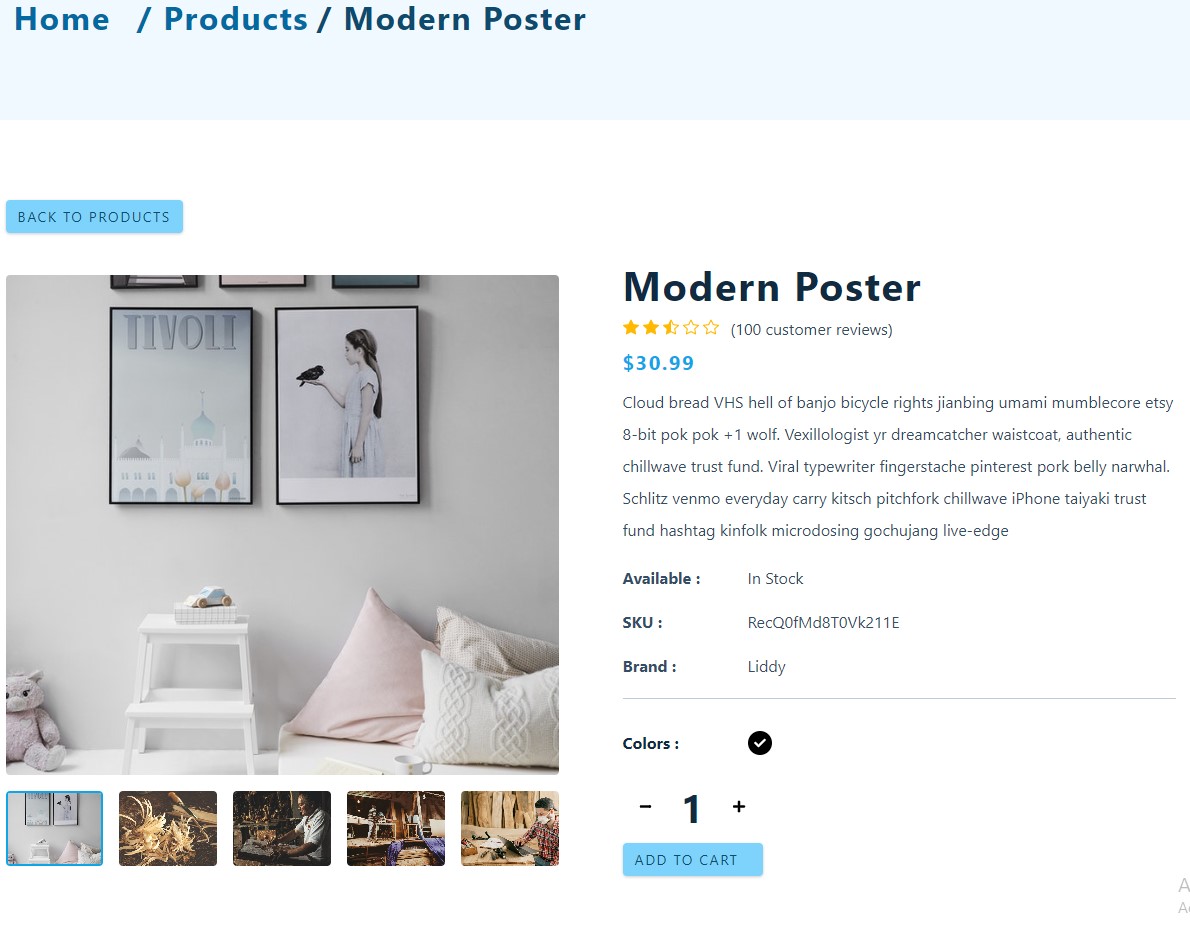 Home / Products / Modern Poster
BACK TO PRODUCTS
TIVOLI
Modern Poster
(100 customer reviews)
$30.99
Cloud bread VHS hell of banjo bicycle rights jianbing umami mumblecore etsy
8-bit pok pok +1 wolf. Vexillologist yr dreamcatcher waistcoat, authentic
chillwave trust fund. Viral typewriter fingerstache pinterest pork belly narwhal.
Schlitz venmo everyday carry kitsch pitchfork chillwave iPhone taiyaki trust
fund hashtag kinfolk microdosing gochujang live-edge
Available : In Stock
SKU : RecQ0fMd8T0Vk211E
Brand : Liddy
Colors :
- 1 +
ADD TO CART